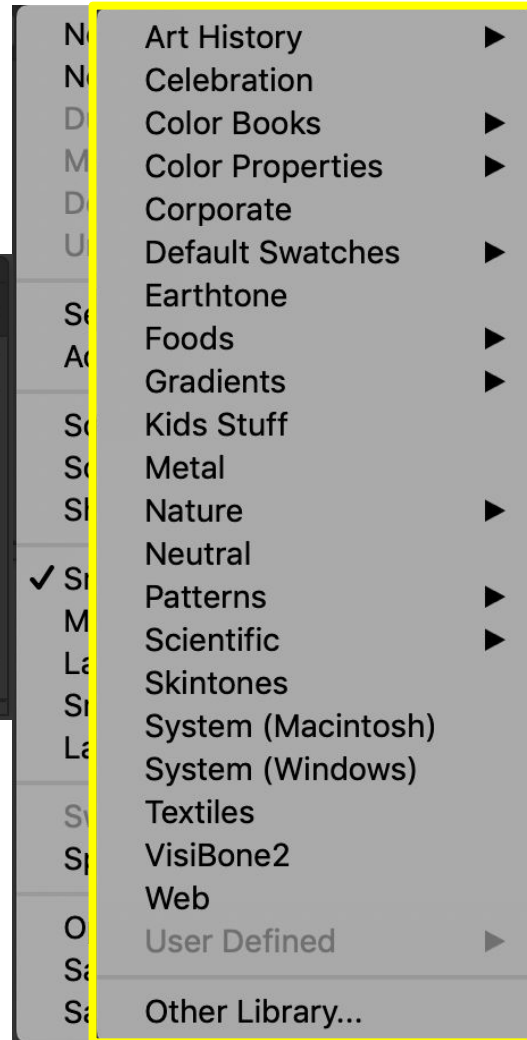 Art History
Celebration
Color Books
Color Properties
Corporate
Default Swatches
Earthtone
Foods
Gradients
Kids Stuff
Metal
Nature
Neutral
Patterns
Scientific
Skintones
System (Macintosh)
System (Windows)
Textiles
VisiBone2
Web
User Defined
Other Library...